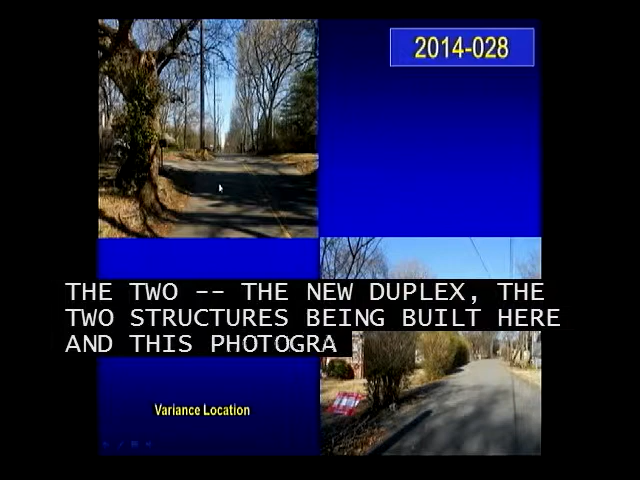 2014-028
THE TWO -- THE NEW DUPLEX, THE
TWO STRUCTURES BEING BUILT HERE
AND THIS PHOTOGRA
Variance Location